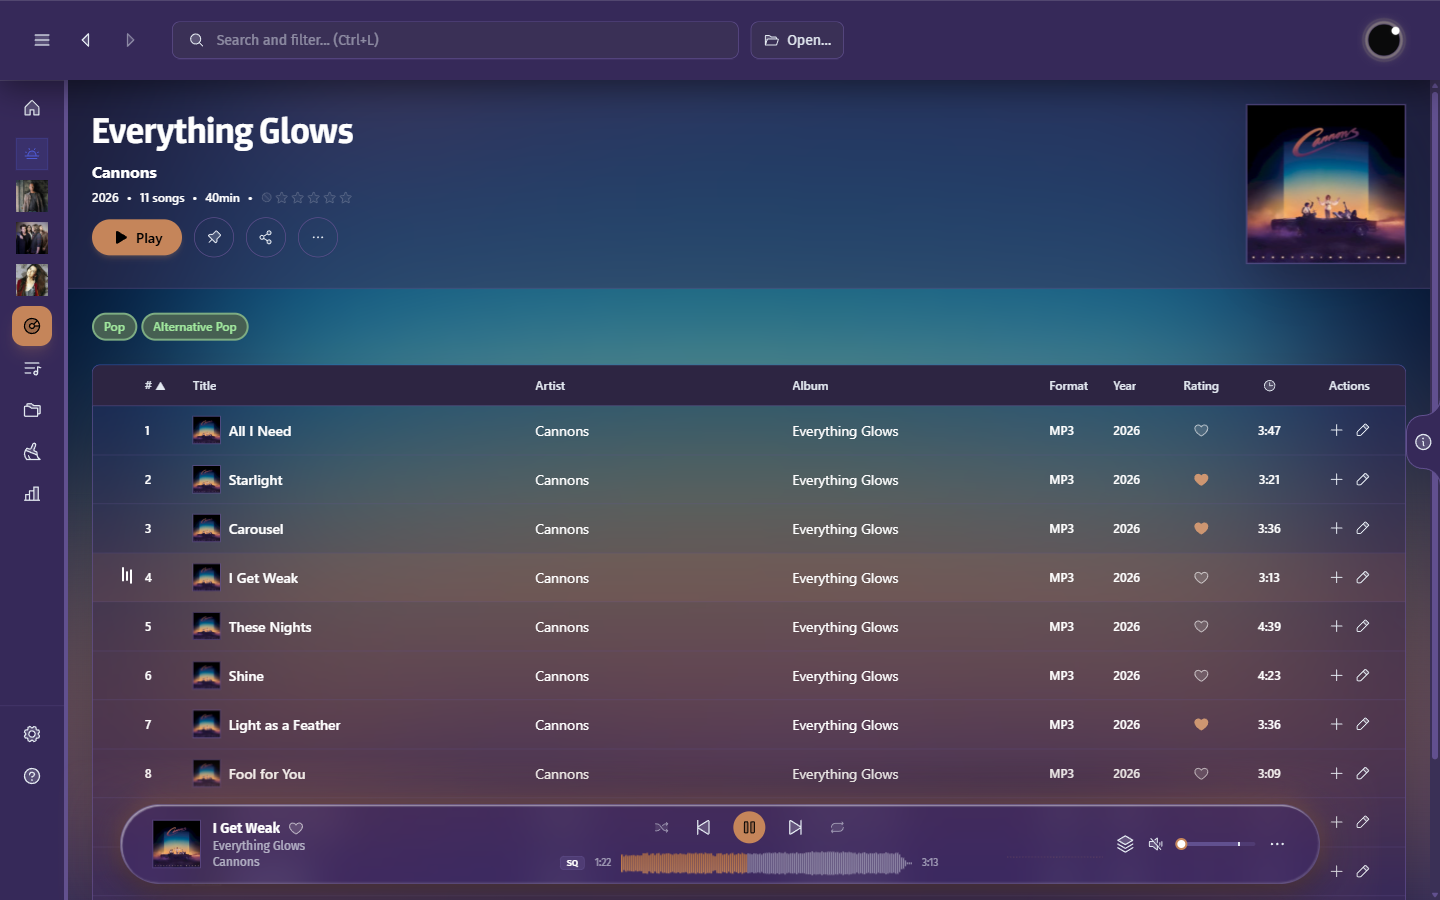 Search and filter... (Ctrl+L)
Open...
Everything Glows
Cannons
2026 • 11 songs • 40min •
Play
Cannons
Pop
Alternative Pop
# Title Artist Album Format Year Rating Actions
1 All I Need Cannons Everything Glows MP3 2026 3:47
2 Starlight Cannons Everything Glows MP3 2026 3:21
3 Carousel Cannons Everything Glows MP3 2026 3:36
4 I Get Weak Cannons Everything Glows MP3 2026 3:13
5 These Nights Cannons Everything Glows MP3 2026 4:39
6 Shine Cannons Everything Glows MP3 2026 4:23
7 Light as a Feather Cannons Everything Glows MP3 2026 3:36
8 Fool for You Cannons Everything Glows MP3 2026 3:09
I Get Weak
Everything Glows
Cannons
SQ 1:22 3:13